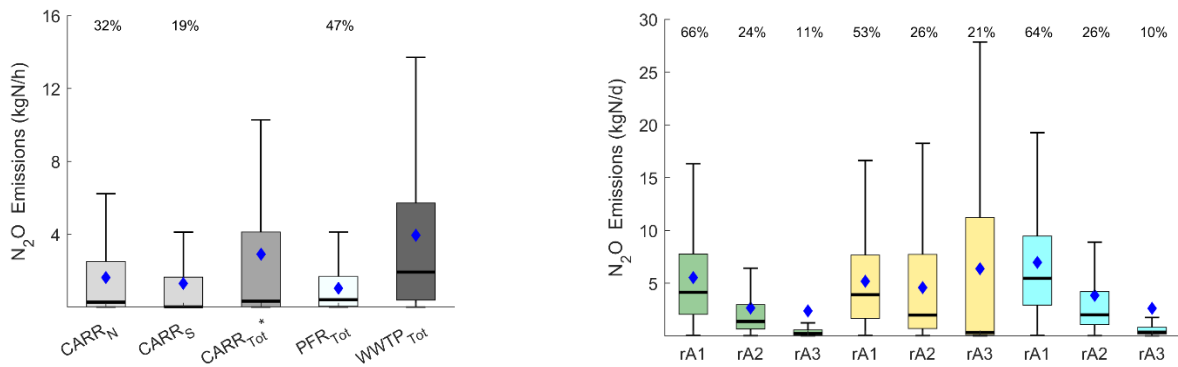 N2O Emissions (kgN/h)
16
12
8
4
32% 19% 47%
CARRN CARRS CARRTot* PFRTot WWTPTot
N2O Emissions (kgN/d)
30
25
20
15
10
5
66% 24% 11% 53% 26% 21% 64% 26% 10%
rA1 rA2 rA3 rA1 rA2 rA3 rA1 rA2 rA3